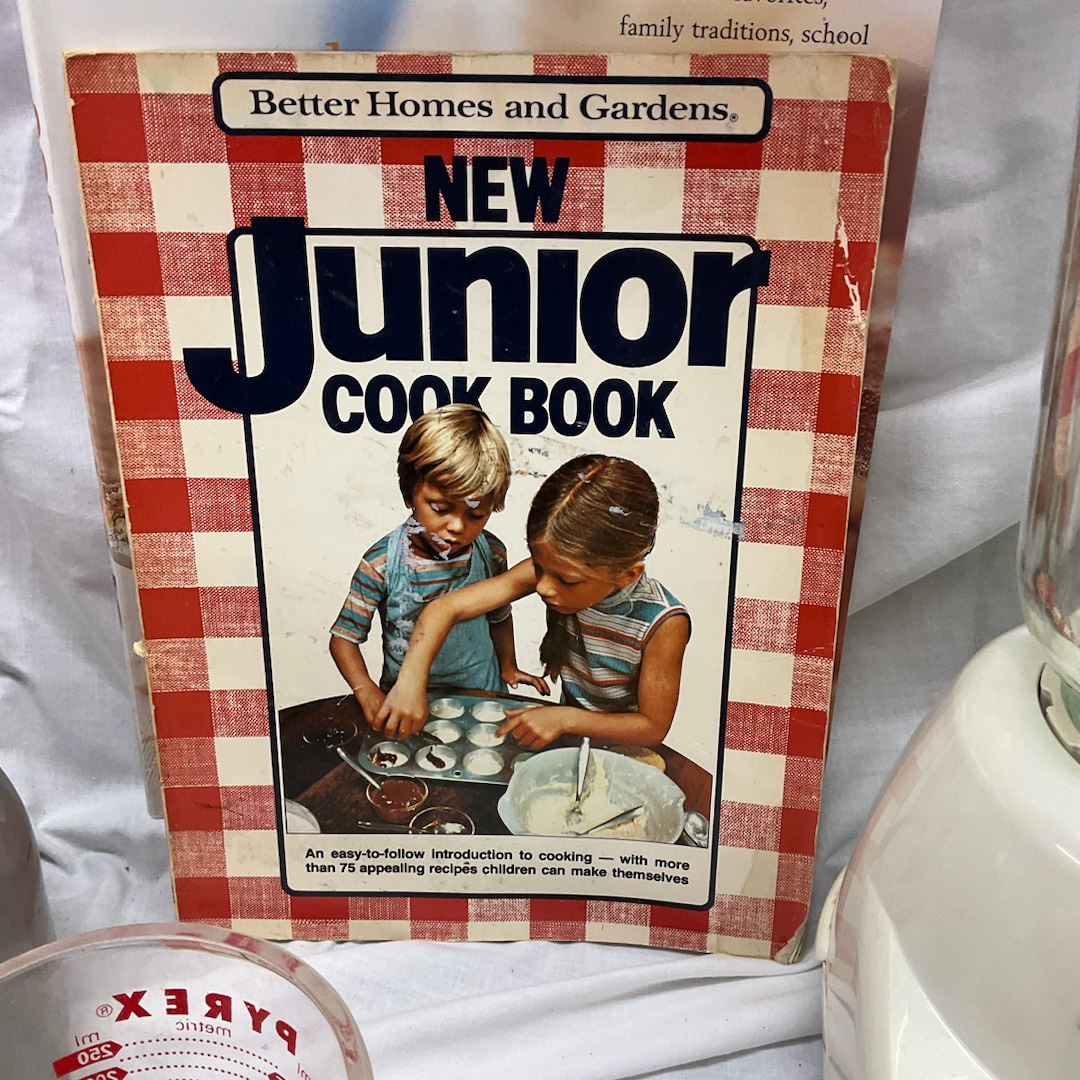 family traditions, school
Better Homes and Gardens®
NEW
Junior
COOK BOOK
An easy-to-follow introduction to cooking — with more
than 75 appealing recipes children can make themselves
PYREX®
metric
ml
250